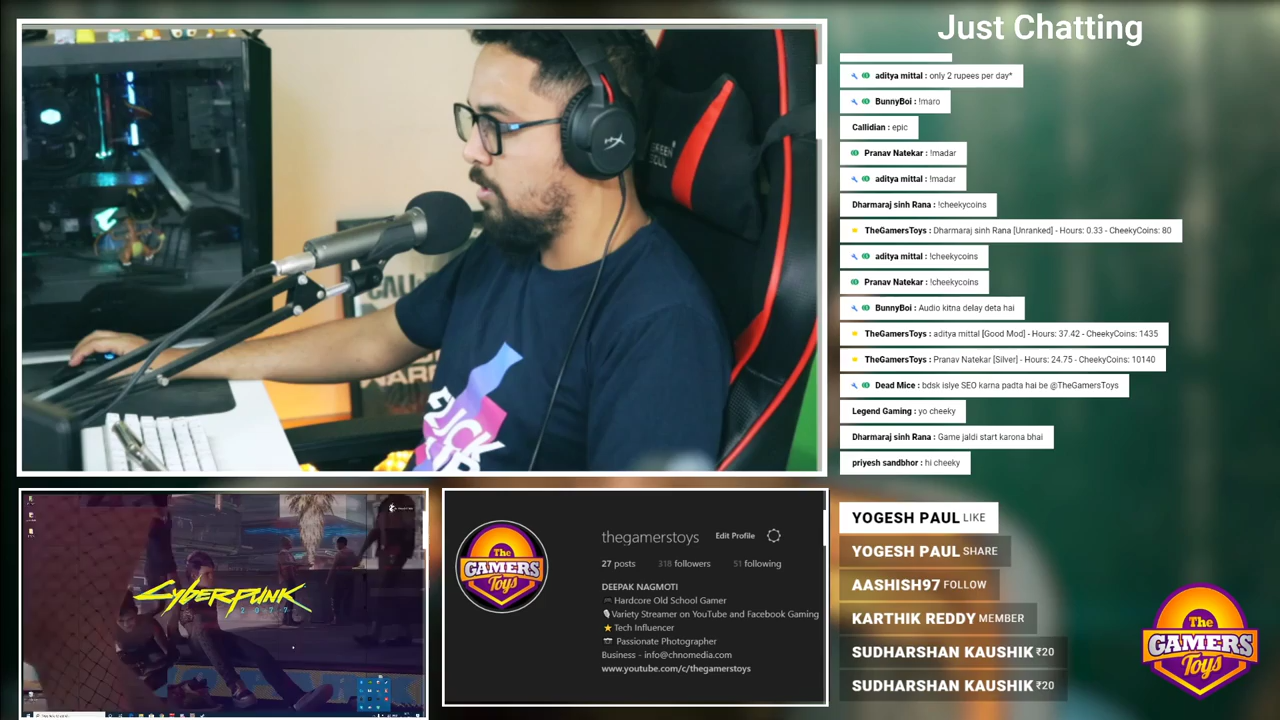 Just Chatting
aditya mittal : only 2 rupees per day*
BunnyBoi : !maro
Callidian : epic
Pranav Natekar : !madar
aditya mittal : !madar
Dharmaraj sinh Rana : !cheekycoins
TheGamersToys : Dharmaraj sinh Rana [Unranked] - Hours: 0.33 - CheekyCoins: 80
aditya mittal : !cheekycoins
Pranav Natekar : !cheekycoins
BunnyBoi : Audio kitna delay deta hai
TheGamersToys : aditya mittal [Good Mod] - Hours: 37.42 - CheekyCoins: 1435
TheGamersToys : Pranav Natekar [Silver] - Hours: 24.75 - CheekyCoins: 10140
Dead Mice : bdsk islye SEO karna padta hai be @TheGamersToys
Legend Gaming : yo cheeky
Dharmaraj sinh Rana : Game jaldi start karona bhai
priyesh sandbhor : hi cheeky
CYBERPUNK
2077
The
GAMERS
Toys
thegamerstoys Edit Profile
27 posts 318 followers 51 following
DEEPAK NAGMOTI
Hardcore Old School Gamer
Variety Streamer on YouTube and Facebook Gaming
Tech Influencer
Passionate Photographer
Business - info@chnomedia.com
www.youtube.com/c/thegamerstoys
YOGESH PAUL LIKE
YOGESH PAUL SHARE
AASHISH97 FOLLOW
KARTHIK REDDY MEMBER
SUDHARSHAN KAUSHIK ₹20
SUDHARSHAN KAUSHIK ₹20
The
GAMERS
Toys